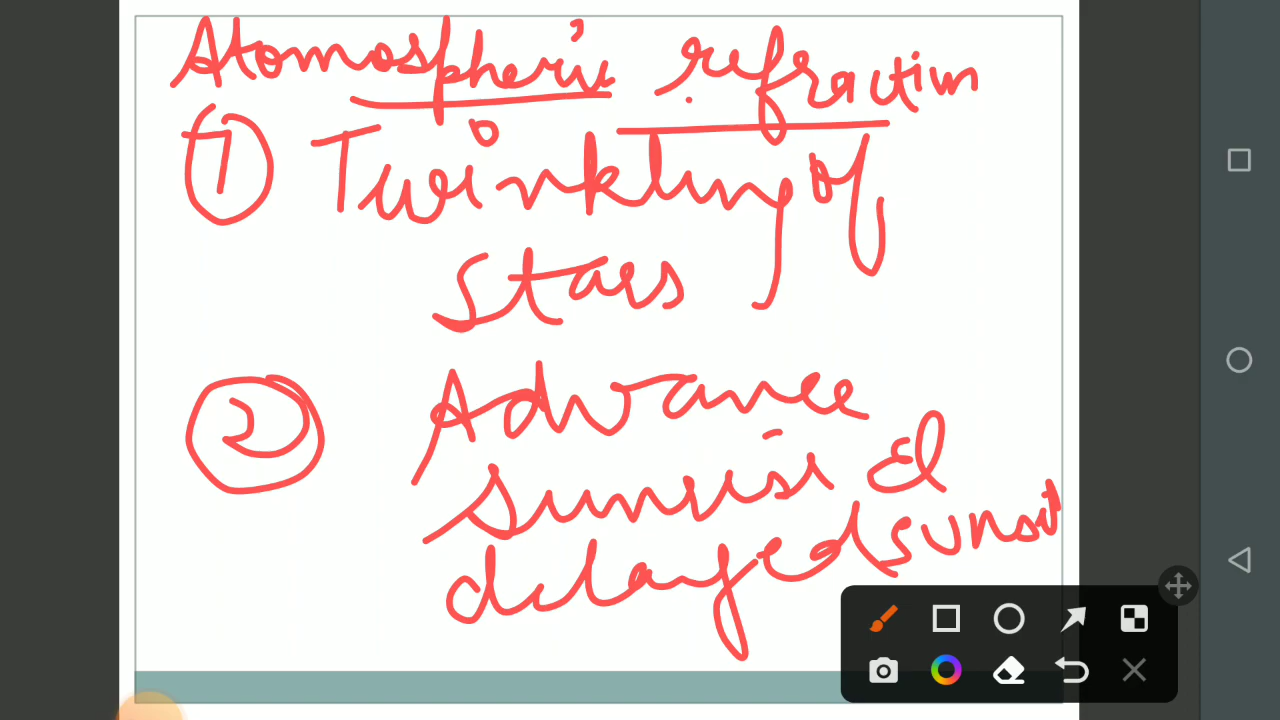 Atomospheric refraction
① Twinkling of
Stars
② Advance
Sunrise &
delayed sunset